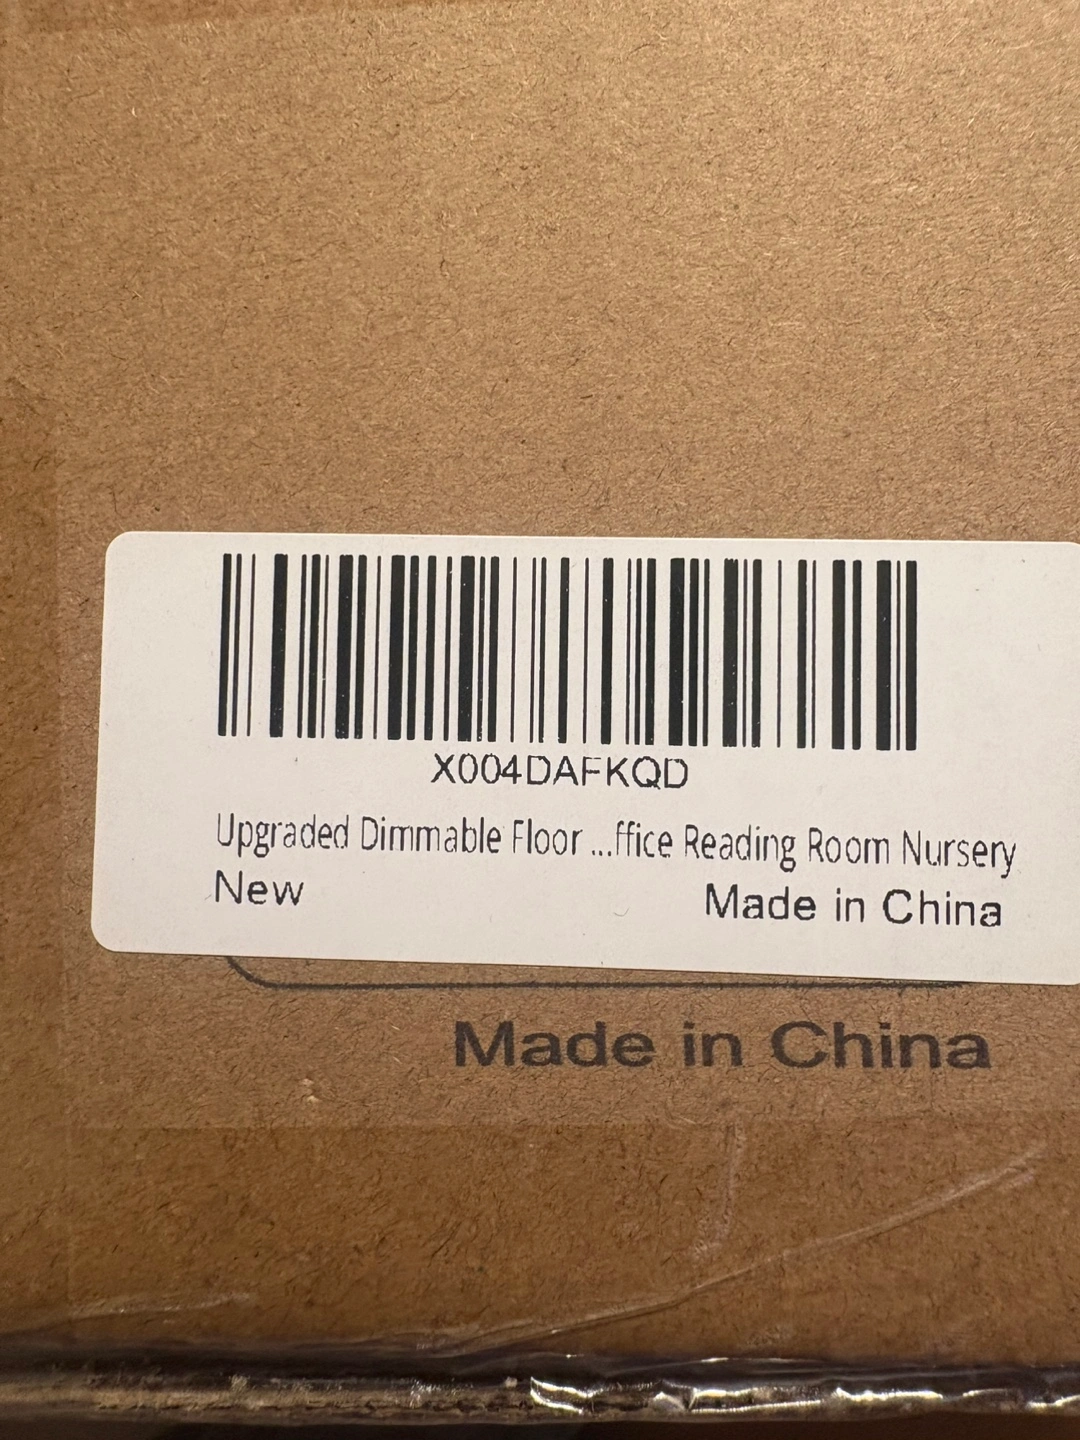 X004DAFKQD
Upgraded Dimmable Floor ...ffice Reading Room Nursery
New Made in China
Made in China